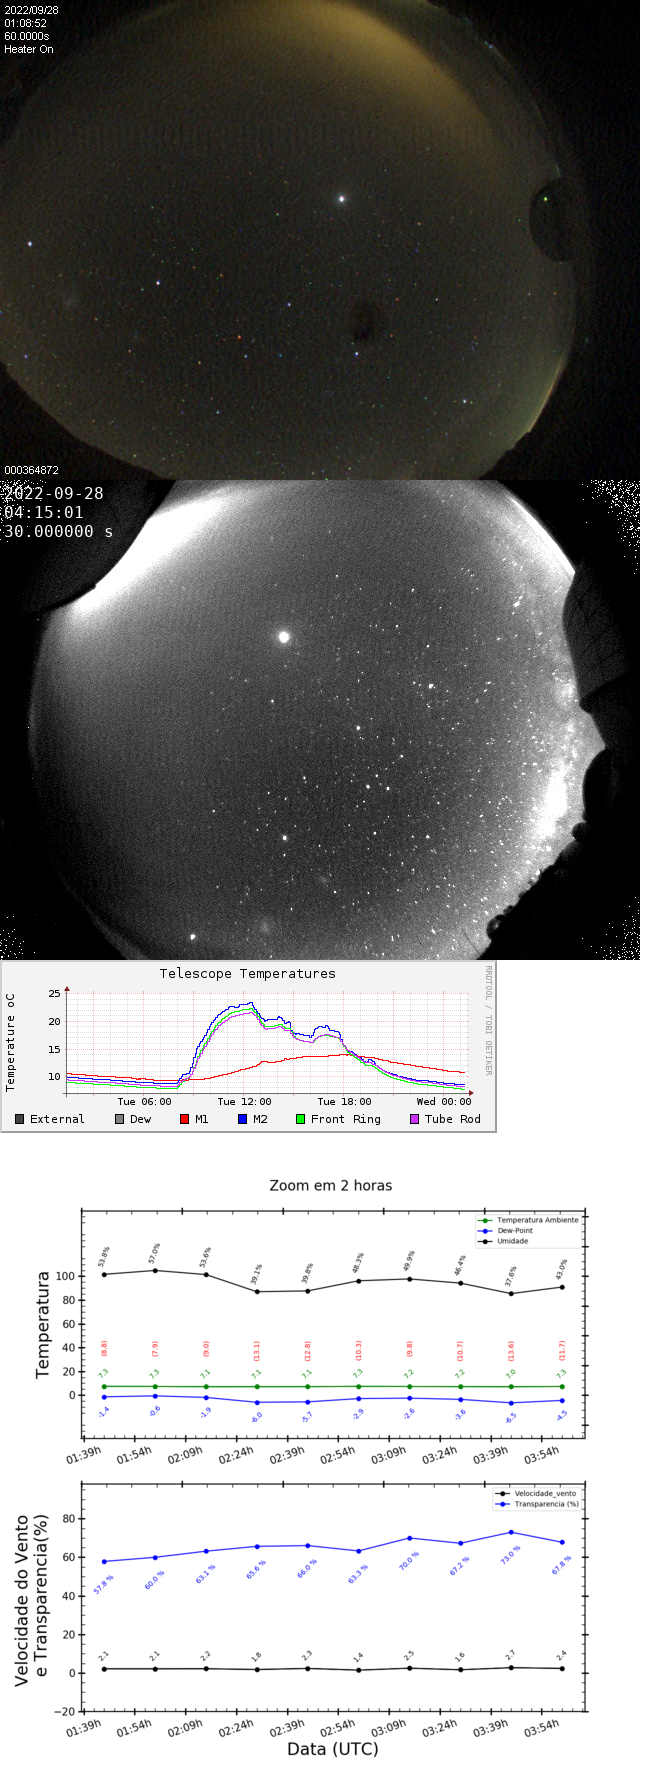 2022/09/28
01:08:52
60.0000s
Heater On
000364872
2022-09-28
04:15:01
30.000000 s
Telescope Temperatures
RRDTOOL / TOBI OETIKER
Temperature oC
25
20
15
10
Tue 06:00 Tue 12:00 Tue 18:00 Wed 00:00
External Dew M1 M2 Front Ring Tube Rod
Zoom em 2 horas
Temperatura Ambiente
Dew-Point
Umidade
Temperatura
100
80
60
40
20
0
53.8% 57.0% 53.6% 39.1% 39.8% 48.3% 49.9% 46.4% 37.6% 43.0%
(8.8) (7.9) (9.0) (13.1) (12.8) (10.3) (9.8) (10.7) (13.6) (11.7)
7.3 7.3 7.1 7.1 7.1 7.3 7.2 7.2 7.0 7.3
-1.4 -0.6 -1.9 -6.0 -5.7 -2.9 -2.6 -3.6 -6.5 -4.5
01:39h 01:54h 02:09h 02:24h 02:39h 02:54h 03:09h 03:24h 03:39h 03:54h
Velocidade_vento
Transparencia (%)
Velocidade do Vento
e Transparencia(%)
80
60
40
20
0
−20
57.8 % 60.0 % 63.1 % 65.6 % 66.0 % 63.3 % 70.0 % 67.2 % 73.0 % 67.8 %
2.1 2.1 2.2 1.8 2.3 1.4 2.5 1.6 2.7 2.4
01:39h 01:54h 02:09h 02:24h 02:39h 02:54h 03:09h 03:24h 03:39h 03:54h
Data (UTC)